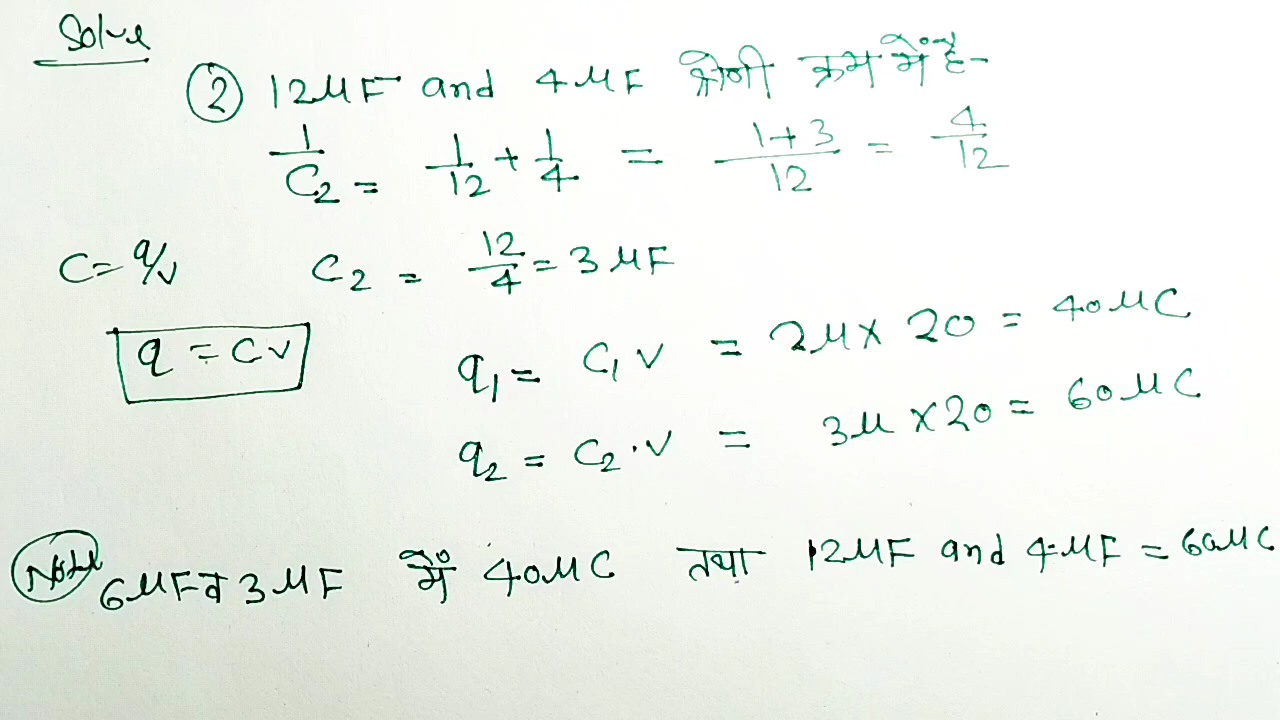 Solve
② 12μF and 4μF श्रेणी क्रम में है-
1/C₂ = 1/12 + 1/4 = 1+3/12 = 4/12
C = q/v C₂ = 12/4 = 3μF
q = cv q₁ = C₁V = 2μ × 20 = 40μC
q₂ = C₂.V = 3μ × 20 = 60μC
Note 6μF व 3μF में 40μC तथा 12μF and 4μF = 60μC